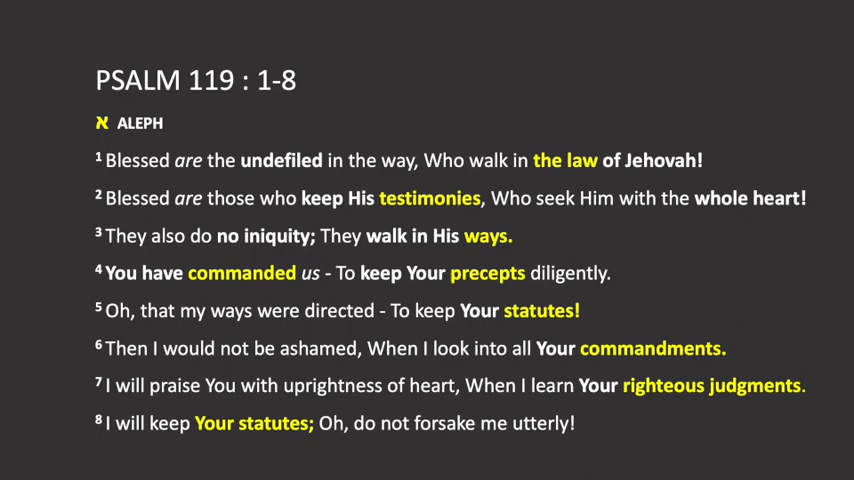 PSALM 119 : 1-8
א ALEPH
1 Blessed are the undefiled in the way, Who walk in the law of Jehovah!
2 Blessed are those who keep His testimonies, Who seek Him with the whole heart!
3 They also do no iniquity; They walk in His ways.
4 You have commanded us - To keep Your precepts diligently.
5 Oh, that my ways were directed - To keep Your statutes!
6 Then I would not be ashamed, When I look into all Your commandments.
7 I will praise You with uprightness of heart, When I learn Your righteous judgments.
8 I will keep Your statutes; Oh, do not forsake me utterly!